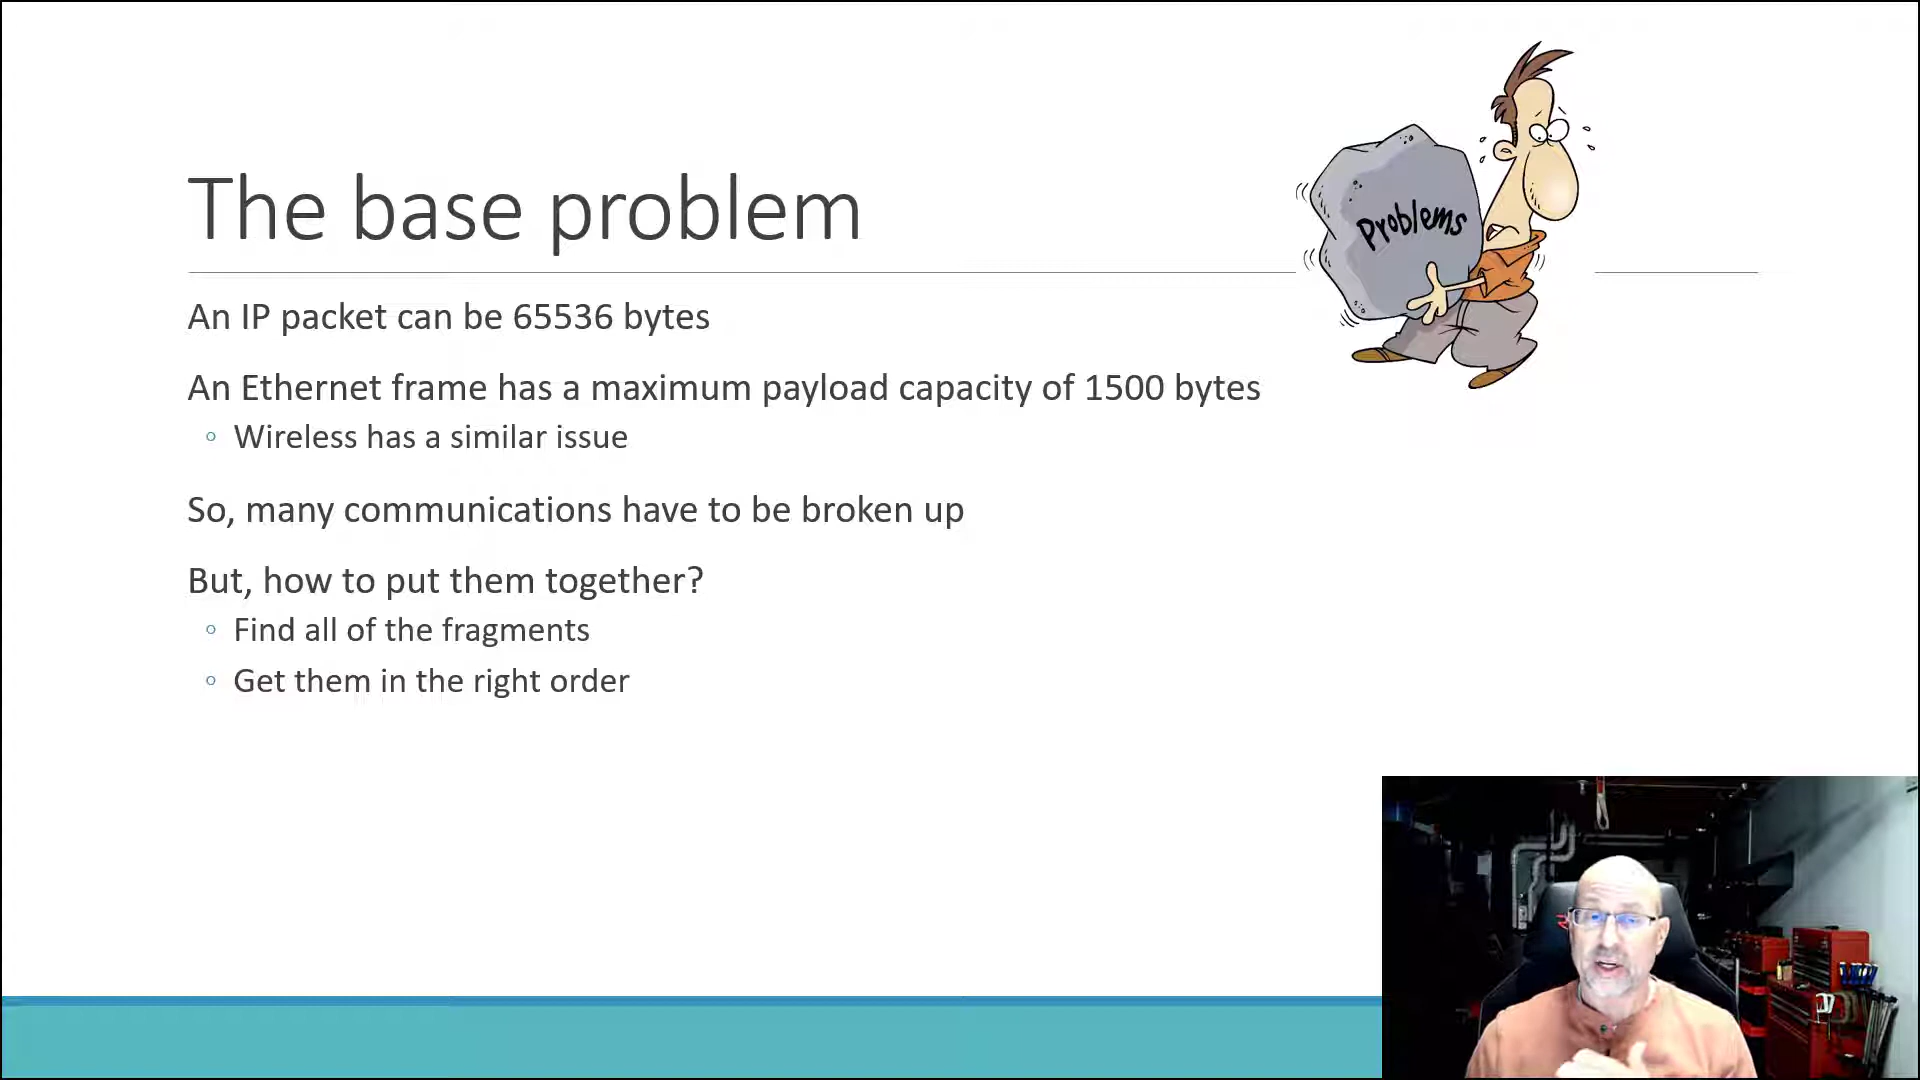 Problems
The base problem
An IP packet can be 65536 bytes
An Ethernet frame has a maximum payload capacity of 1500 bytes
◦ Wireless has a similar issue
So, many communications have to be broken up
But, how to put them together?
◦ Find all of the fragments
◦ Get them in the right order